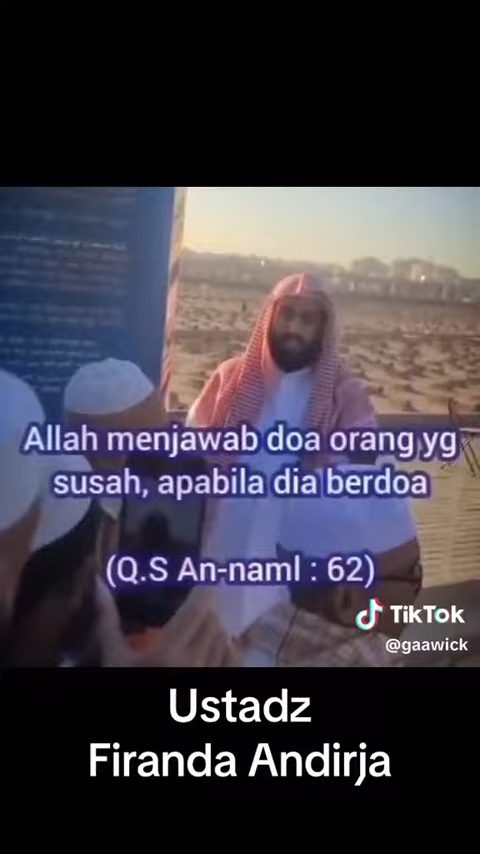 Allah menjawab doa orang yg
susah, apabila dia berdoa
(Q.S An-naml : 62)
TikTok
@gaawick
Ustadz
Firanda Andirja